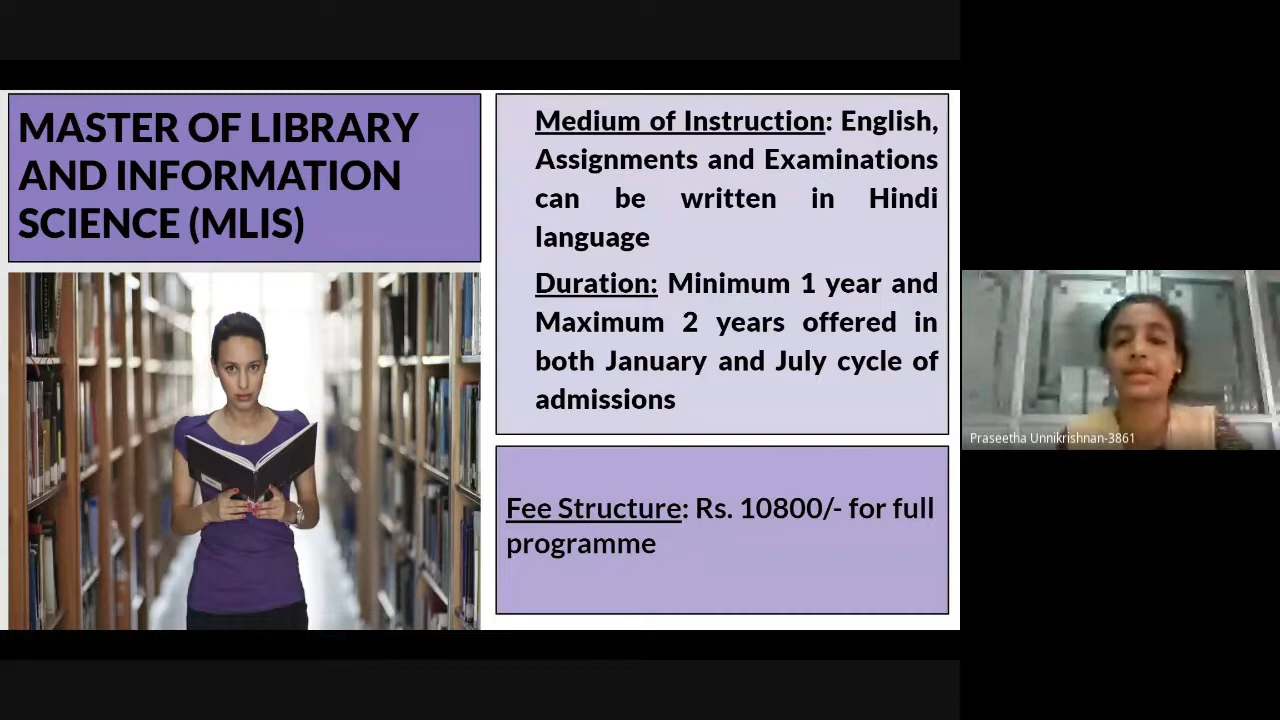 MASTER OF LIBRARY
AND INFORMATION
SCIENCE (MLIS)
Medium of Instruction: English,
Assignments and Examinations
can be written in Hindi
language
Duration: Minimum 1 year and
Maximum 2 years offered in
both January and July cycle of
admissions
Fee Structure: Rs. 10800/- for full
programme
Praseetha Unnikrishnan-3861